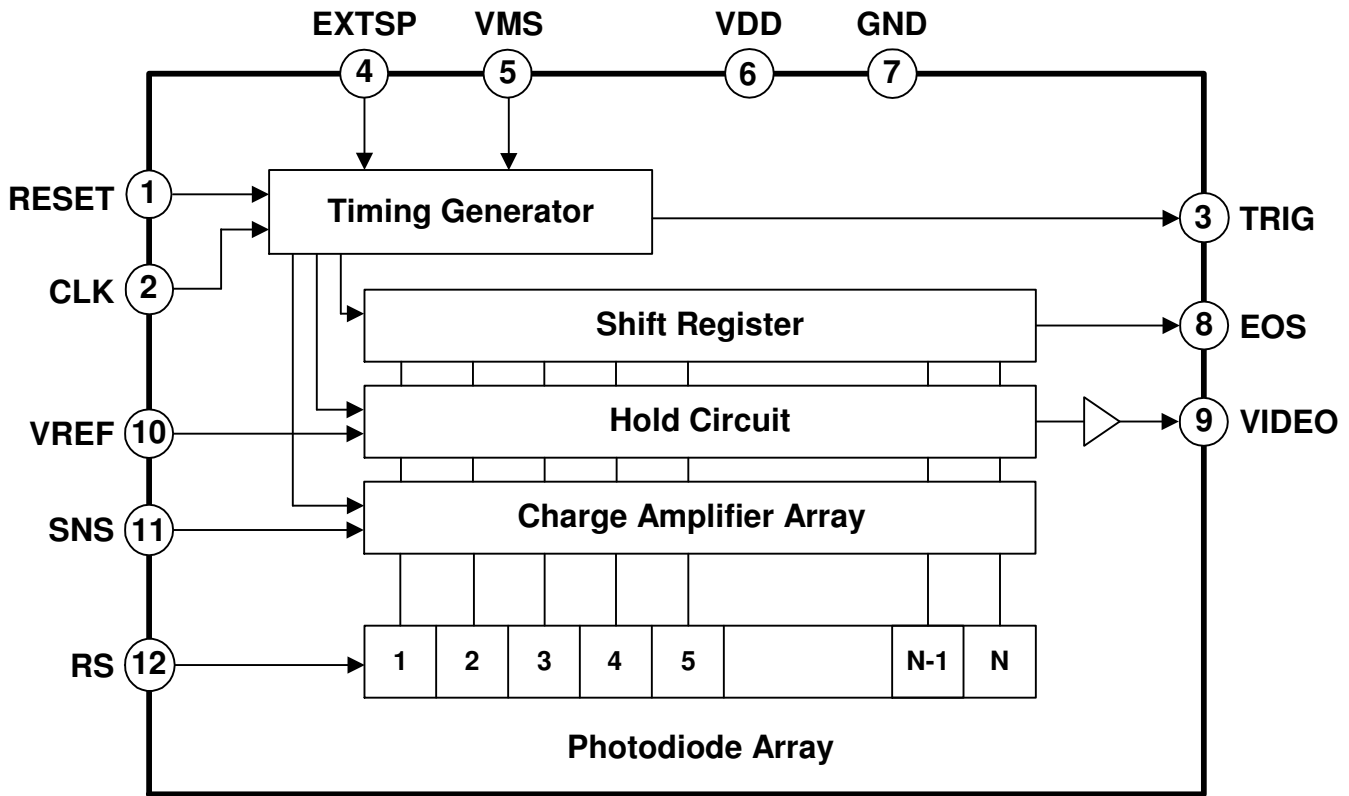 EXTSP VMS VDD GND
4 5 6 7
RESET 1 Timing Generator 3 TRIG
CLK 2
Shift Register 8 EOS
VREF 10 Hold Circuit 9 VIDEO
SNS 11 Charge Amplifier Array
RS 12 1 2 3 4 5 N-1 N
Photodiode Array